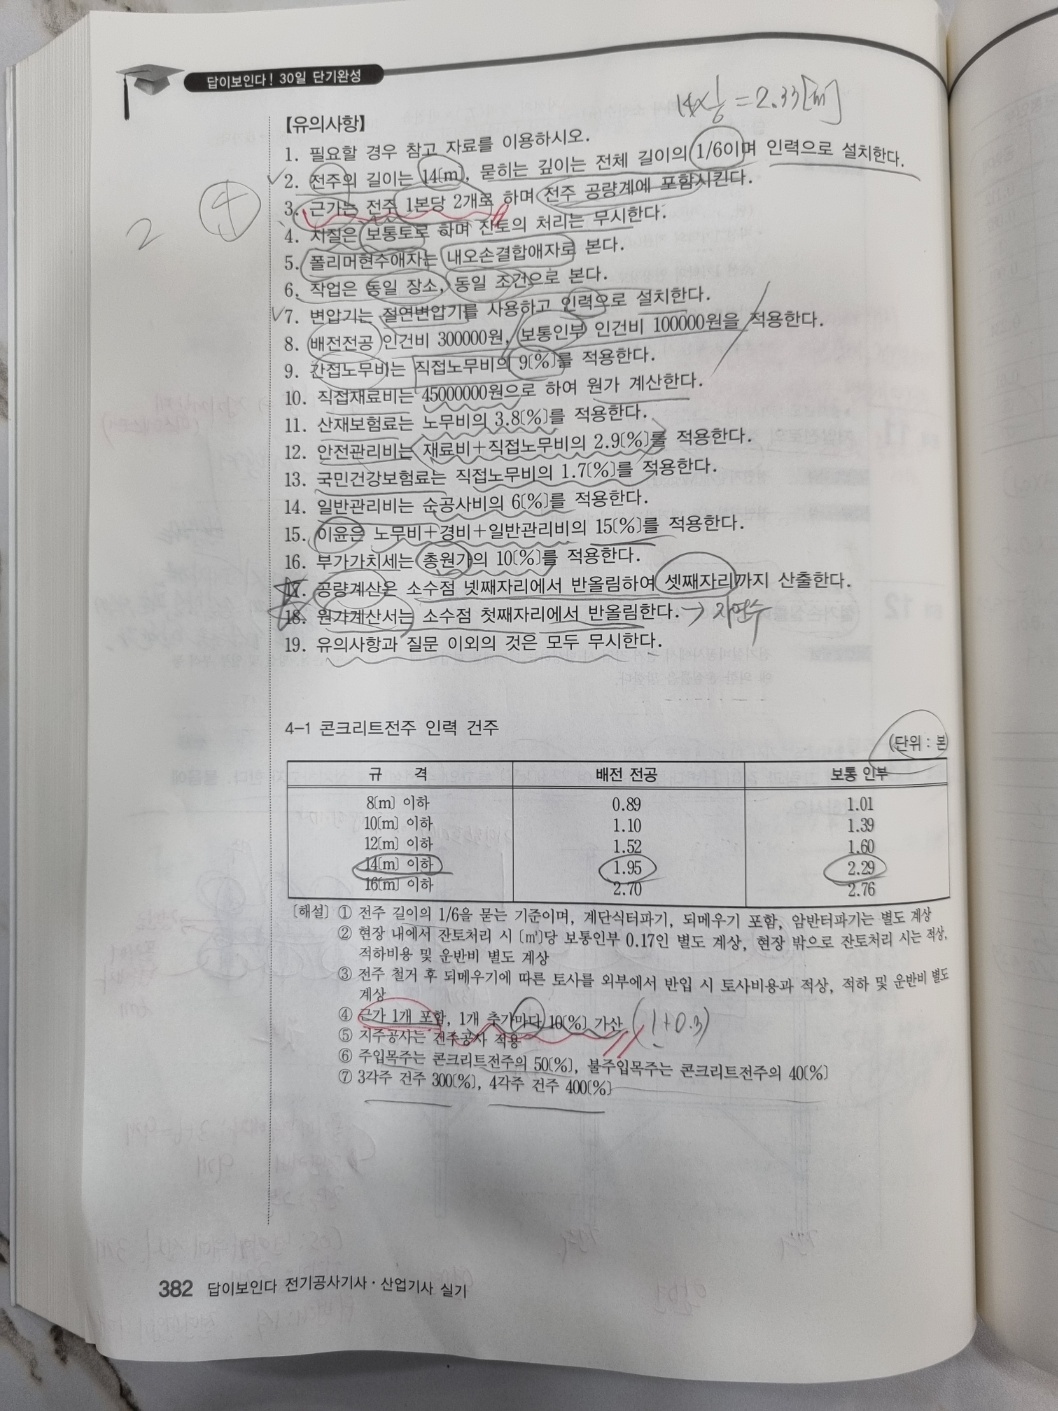 답이보인다! 30일 단기완성
14×1/6 = 2.33[m]
【유의사항】
1. 필요할 경우 참고 자료를 이용하시오.
2. 전주의 길이는 14[m], 묻히는 깊이는 전체 길이의 1/6이며 인력으로 설치한다.
3. 근가는 전주 1본당 2개로 하며 전주 공량계에 포함시킨다.
4. 지질은 보통토로 하며 잔토의 처리는 무시한다.
5. 폴리머현수애자는 내오손결합애자로 본다.
6. 작업은 동일 장소, 동일 조건으로 본다.
7. 변압기는 절연변압기를 사용하고 인력으로 설치한다.
8. 배전전공 인건비 300000원, 보통인부 인건비 100000원을 적용한다.
9. 간접노무비는 직접노무비의 9[%]를 적용한다.
10. 직접재료비는 45000000원으로 하여 원가 계산한다.
11. 산재보험료는 노무비의 3.8[%]를 적용한다.
12. 안전관리비는 재료비+직접노무비의 2.9[%]를 적용한다.
13. 국민건강보험료는 직접노무비의 1.7[%]를 적용한다.
14. 일반관리비는 순공사비의 6[%]를 적용한다.
15. 이윤은 노무비+경비+일반관리비의 15[%]를 적용한다.
16. 부가가치세는 총원가의 10[%]를 적용한다.
17. 공량계산은 소수점 넷째자리에서 반올림하여 셋째자리까지 산출한다.
18. 원가계산서는 소수점 첫째자리에서 반올림한다. → 자연수
19. 유의사항과 질문 이외의 것은 모두 무시한다.
2 4
4-1 콘크리트전주 인력 건주
(단위 : 본)
규 격 배전 전공 보통 인부
8[m] 이하 0.89 1.01
10[m] 이하 1.10 1.39
12[m] 이하 1.52 1.60
14[m] 이하 1.95 2.29
16[m] 이하 2.70 2.76
[해설] ① 전주 길이의 1/6을 묻는 기준이며, 계단식터파기, 되메우기 포함, 암반터파기는 별도 계상
② 현장 내에서 잔토처리 시 [m³]당 보통인부 0.17인 별도 계상, 현장 밖으로 잔토처리 시는 적상,
적하비용 및 운반비 별도 계상
③ 전주 철거 후 되메우기에 따른 토사를 외부에서 반입 시 토사비용과 적상, 적하 및 운반비 별도
계상
④ 근가 1개 포함, 1개 추가마다 10[%] 가산 (1+0.3)
⑤ 지주공사는 전주공사 적용
⑥ 주입목주는 콘크리트전주의 50[%], 불주입목주는 콘크리트전주의 40[%]
⑦ 3각주 건주 300[%], 4각주 건주 400[%]
382 답이보인다 전기공사기사·산업기사 실기